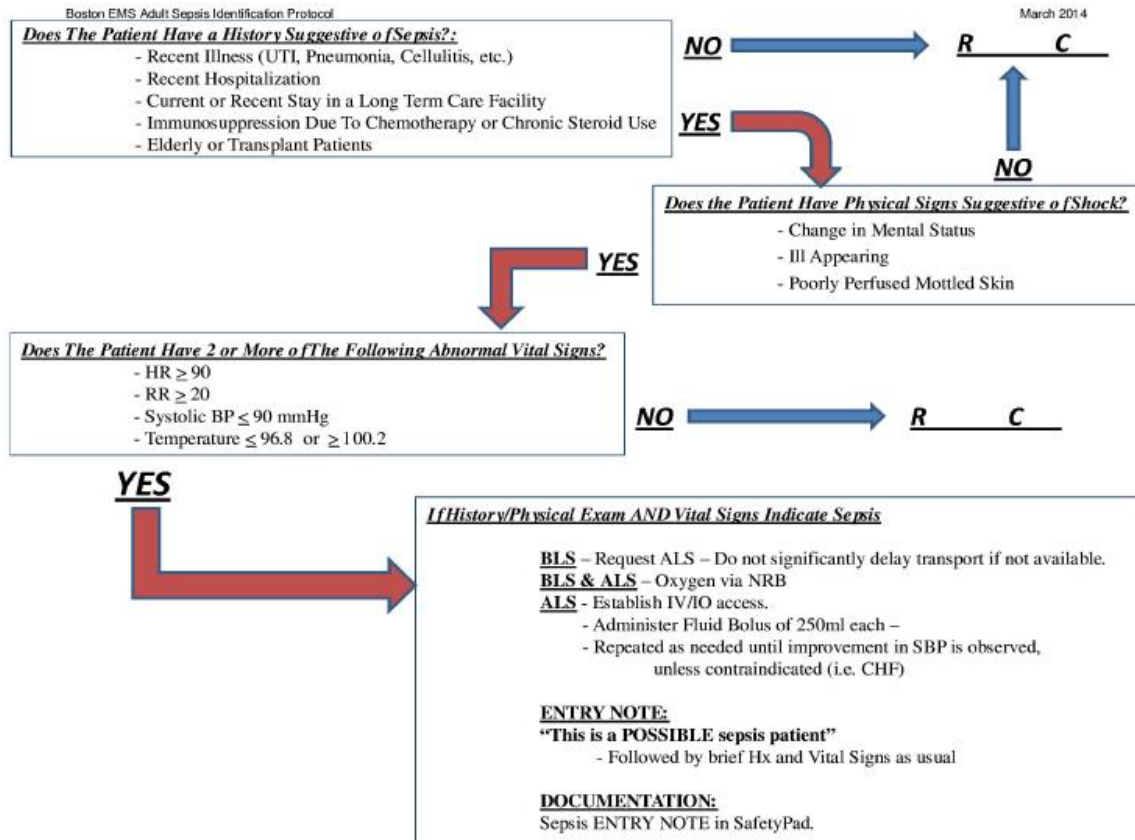 Boston EMS Adult Sepsis Identification Protocol
March 2014
Does The Patient Have a History Suggestive ofSepsis?:
- Recent Illness (UTI, Pneumonia, Cellulitis, etc.)
- Recent Hospitalization
- Current or Recent Stay in a Long Term Care Facility
- Immunosuppression Due To Chemotherapy or Chronic Steroid Use
- Elderly or Transplant Patients
NO
R C
YES
NO
Does the Patient Have Physical Signs Suggestive ofShock?
- Change in Mental Status
- Ill Appearing
- Poorly Perfused Mottled Skin
YES
Does The Patient Have 2 or More ofThe Following Abnormal Vital Signs?
- HR ≥ 90
- RR ≥ 20
- Systolic BP ≤ 90 mmHg
- Temperature ≤ 96.8 or ≥ 100.2
NO
R C
YES
IfHistory/Physical Exam AND Vital Signs Indicate Sepsis
BLS – Request ALS – Do not significantly delay transport if not available.
BLS & ALS – Oxygen via NRB
ALS - Establish IV/IO access.
- Administer Fluid Bolus of 250ml each –
- Repeated as needed until improvement in SBP is observed,
unless contraindicated (i.e. CHF)
ENTRY NOTE:
“This is a POSSIBLE sepsis patient”
- Followed by brief Hx and Vital Signs as usual
DOCUMENTATION:
Sepsis ENTRY NOTE in SafetyPad.